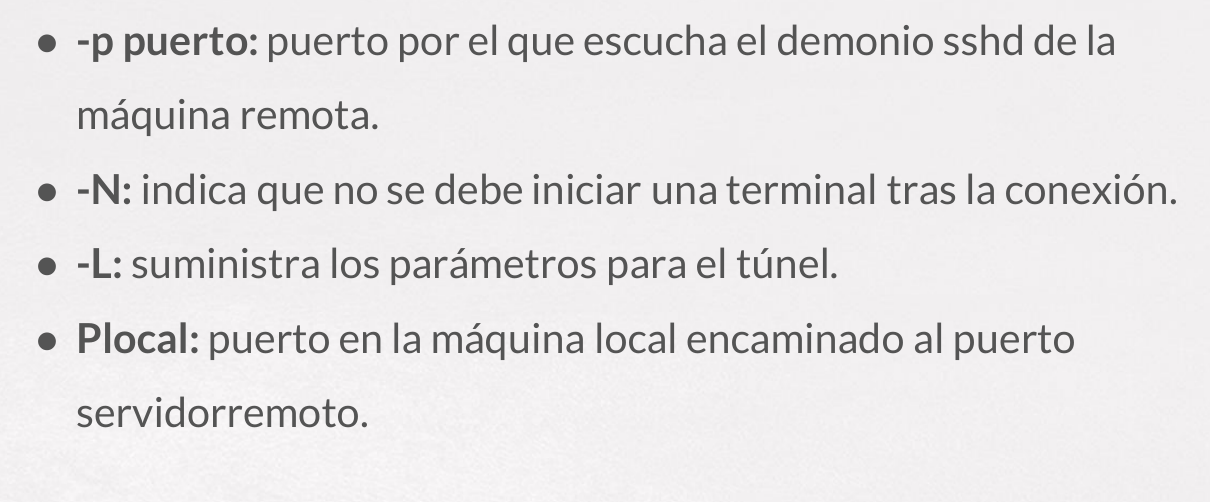 ● -p puerto: puerto por el que escucha el demonio sshd de la
máquina remota.
● -N: indica que no se debe iniciar una terminal tras la conexión.
● -L: suministra los parámetros para el túnel.
● Plocal: puerto en la máquina local encaminado al puerto
servidorremoto.